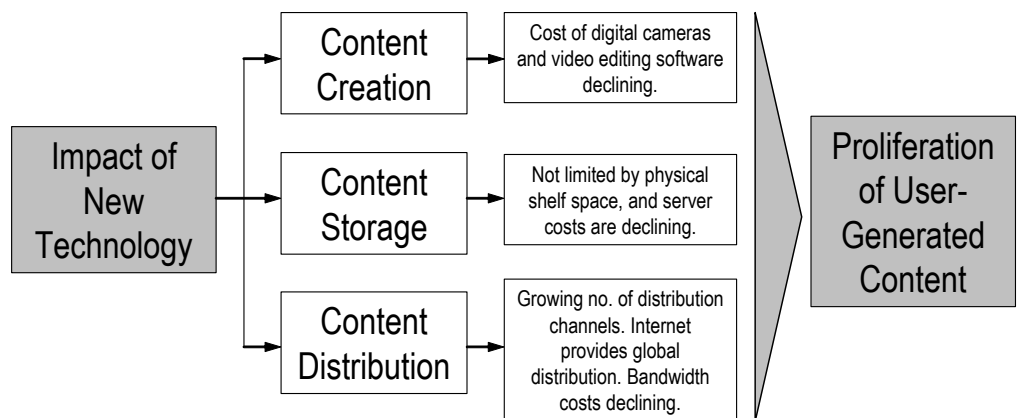 Impact of
New
Technology
Content
Creation
Cost of digital cameras
and video editing software
declining.
Content
Storage
Not limited by physical
shelf space, and server
costs are declining.
Content
Distribution
Growing no. of distribution
channels. Internet
provides global
distribution. Bandwidth
costs declining.
Proliferation
of User-
Generated
Content